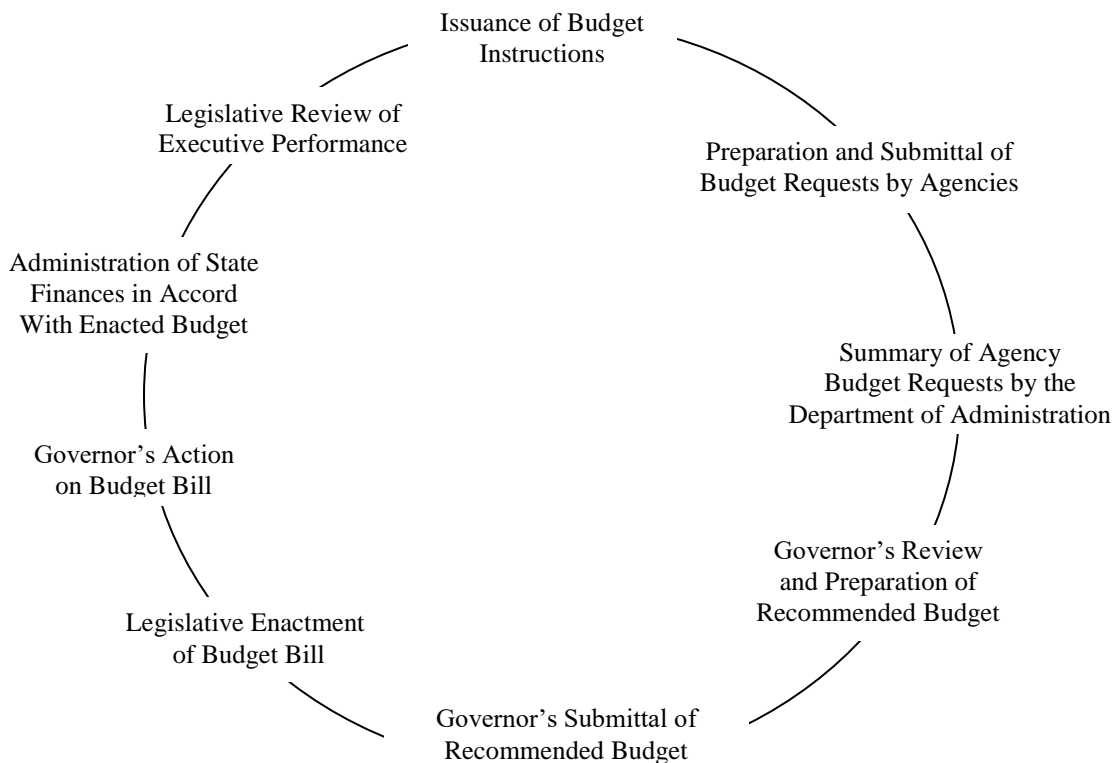 Issuance of Budget
Instructions
Preparation and Submittal of
Budget Requests by Agencies
Summary of Agency
Budget Requests by the
Department of Administration
Governor’s Review
and Preparation of
Recommended Budget
Governor’s Submittal of
Recommended Budget
Legislative Enactment
of Budget Bill
Governor’s Action
on Budget Bill
Administration of State
Finances in Accord
With Enacted Budget
Legislative Review of
Executive Performance